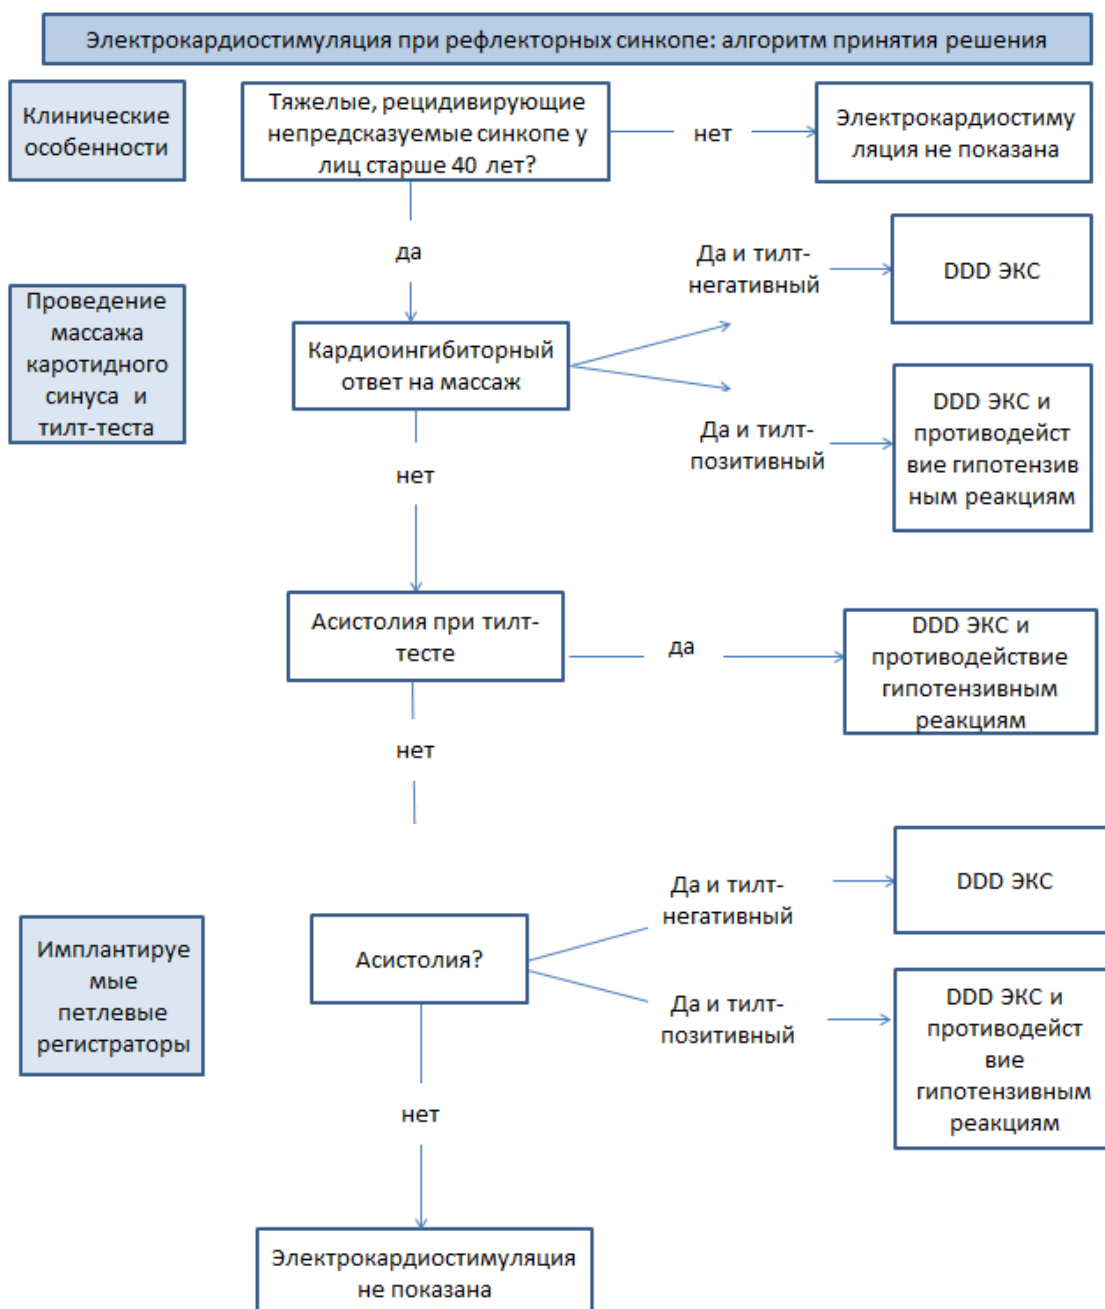 Электрокардиостимуляция при рефлекторных синкопе: алгоритм принятия решения
Клинические
особенности
Тяжелые, рецидивирующие
непредсказуемые синкопе у
лиц старше 40 лет?
нет
Электрокардиостиму
ляция не показана
да
Проведение
массажа
каротидного
синуса и
тилт-теста
Кардиоингибиторный
ответ на массаж
Да и тилт-
негативный
DDD ЭКС
Да и тилт-
позитивный
DDD ЭКС и
противодейст
вие гипотензив
ным реакциям
нет
Асистолия при тилт-
тесте
да
DDD ЭКС и
противодействие
гипотензивным
реакциям
нет
Имплантируе
мые
петлевые
регистраторы
Асистолия?
Да и тилт-
негативный
DDD ЭКС
Да и тилт-
позитивный
DDD ЭКС и
противодейст
вие
гипотензивным
реакциям
нет
Электрокардиостимуляция
не показана